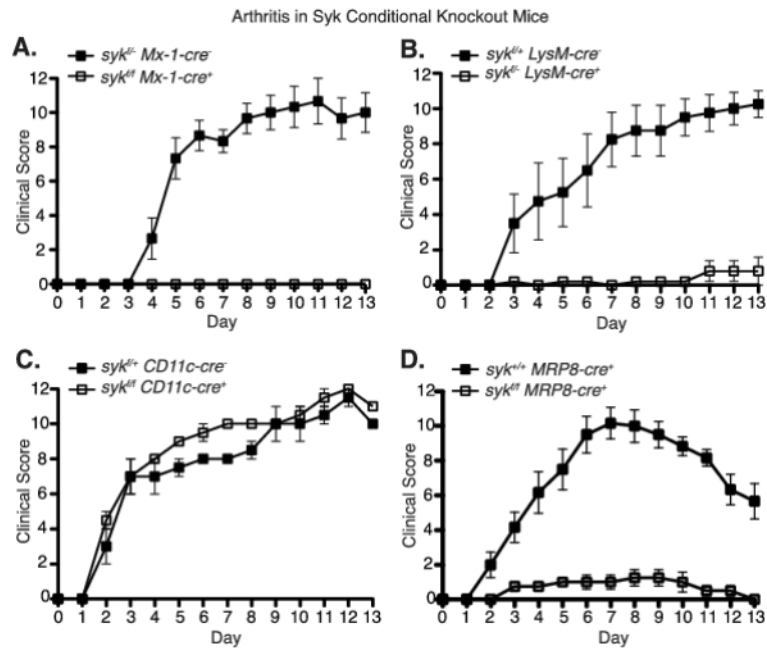 Arthritis in Syk Conditional Knockout Mice
A.
syk^f/- Mx-1-cre^-
syk^f/f Mx-1-cre^+
12
10
8
6
4
2
0
Clinical Score
0 1 2 3 4 5 6 7 8 9 10 11 12 13
Day
B.
syk^f/+ LysM-cre^-
syk^f/- LysM-cre^+
12
10
8
6
4
2
0
Clinical Score
0 1 2 3 4 5 6 7 8 9 10 11 12 13
Day
C.
syk^f/+ CD11c-cre^-
syk^f/f CD11c-cre^+
12
10
8
6
4
2
0
Clinical Score
0 1 2 3 4 5 6 7 8 9 10 11 12 13
Day
D.
syk^+/+ MRP8-cre^+
syk^f/f MRP8-cre^+
12
10
8
6
4
2
0
Clinical Score
0 1 2 3 4 5 6 7 8 9 10 11 12 13
Day